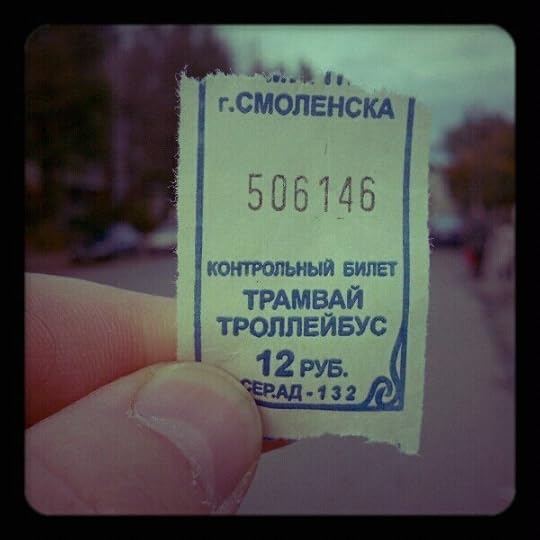 г.СМОЛЕНСКА
506146
КОНТРОЛЬНЫЙ БИЛЕТ
ТРАМВАЙ
ТРОЛЛЕЙБУС
12 РУБ.
СЕР.АД-132